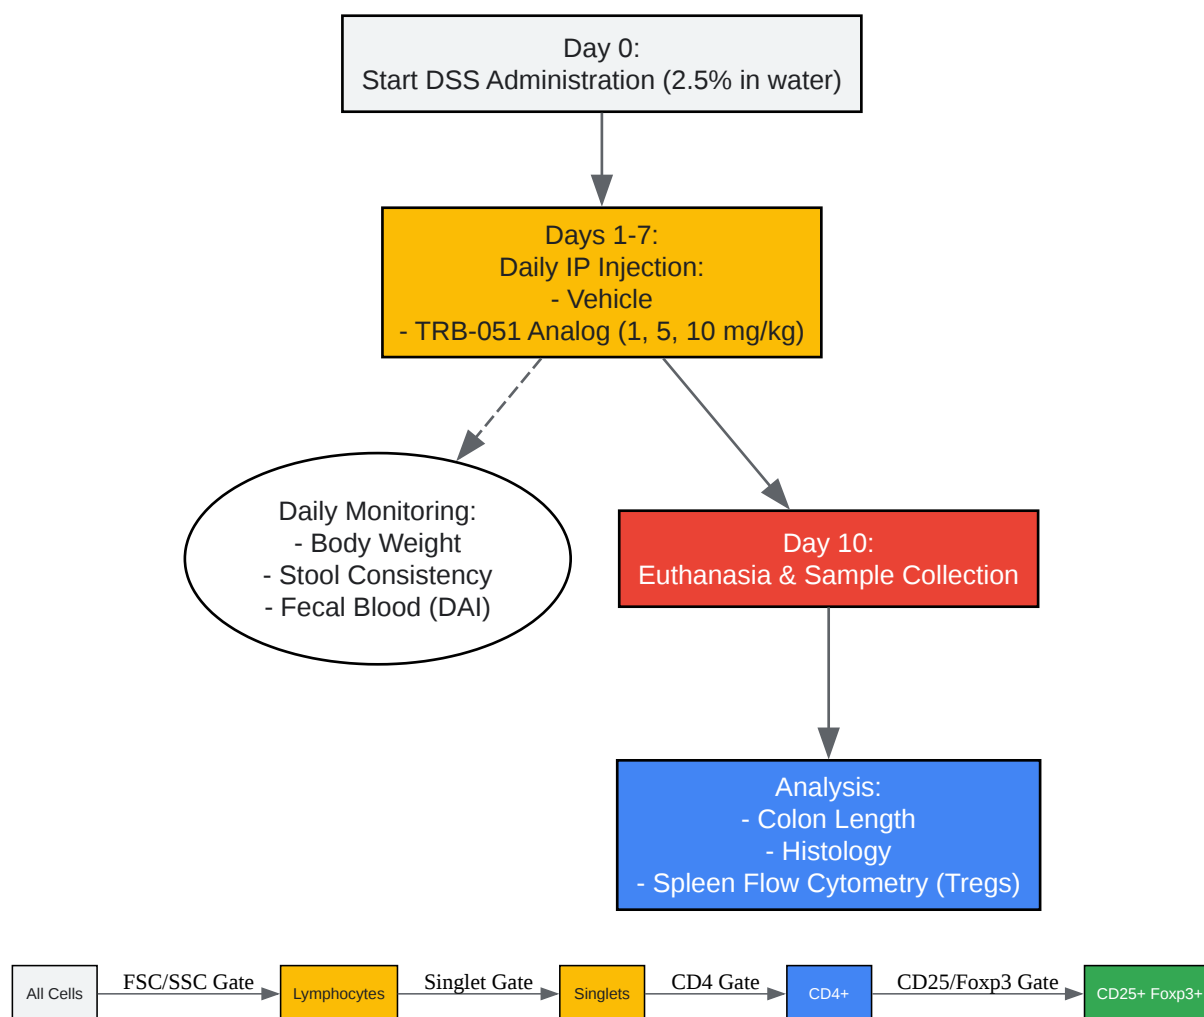 Day 0:
Start DSS Administration (2.5% in water)
Days 1-7:
Daily IP Injection:
- Vehicle
- TRB-051 Analog (1, 5, 10 mg/kg)
Daily Monitoring:
- Body Weight
- Stool Consistency
- Fecal Blood (DAI)
Day 10:
Euthanasia & Sample Collection
Analysis:
- Colon Length
- Histology
- Spleen Flow Cytometry (Tregs)
All Cells
FSC/SSC Gate
Lymphocytes
Singlet Gate
Singlets
CD4 Gate
CD4+
CD25/Foxp3 Gate
CD25+ Foxp3+